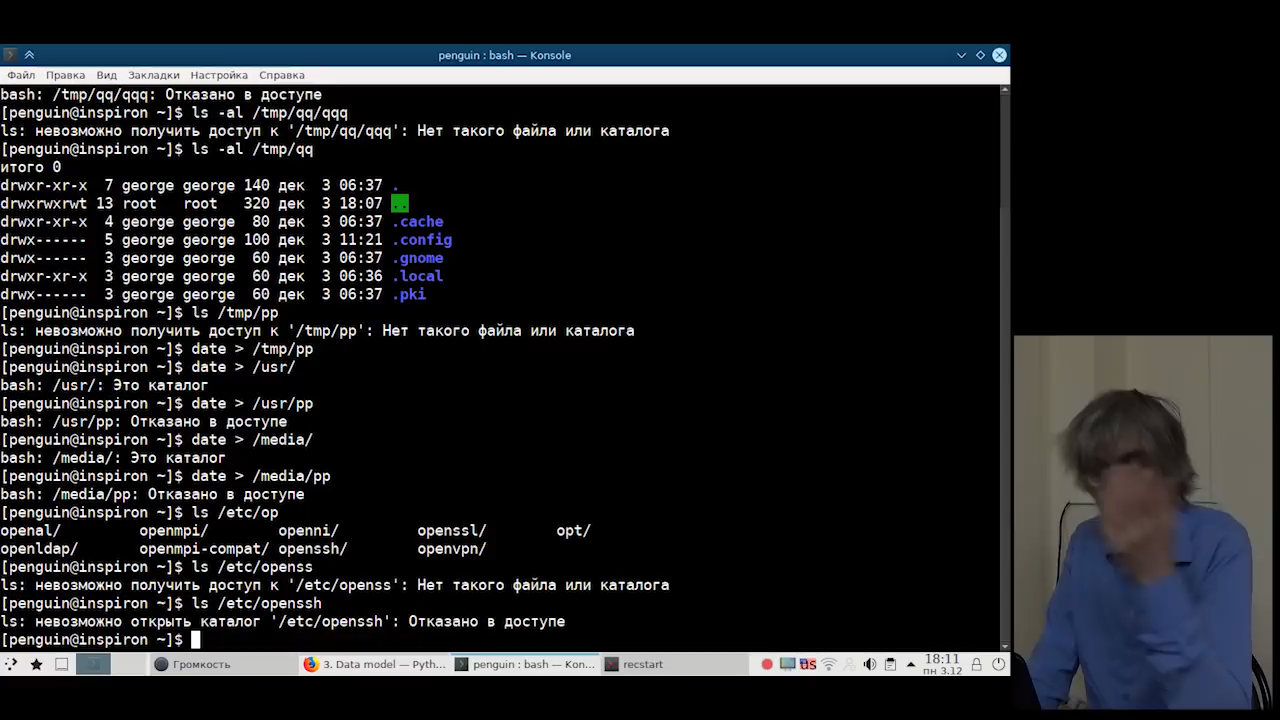 penguin : bash — Konsole
Файл Правка Вид Закладки Настройка Справка
bash: /tmp/qq/qqq: Отказано в доступе
[penguin@inspiron ~]$ ls -al /tmp/qq/qqq
ls: невозможно получить доступ к '/tmp/qq/qqq': Нет такого файла или каталога
[penguin@inspiron ~]$ ls -al /tmp/qq
итого 0
drwxr-xr-x  7 george george 140 дек  3 06:37 .
drwxrwxrwt 13 root   root   320 дек  3 18:07 ..
drwxr-xr-x  4 george george  80 дек  3 06:37 .cache
drwx------  5 george george 100 дек  3 11:21 .config
drwx------  3 george george  60 дек  3 06:37 .gnome
drwxr-xr-x  3 george george  60 дек  3 06:36 .local
drwx------  3 george george  60 дек  3 06:37 .pki
[penguin@inspiron ~]$ ls /tmp/pp
ls: невозможно получить доступ к '/tmp/pp': Нет такого файла или каталога
[penguin@inspiron ~]$ date > /tmp/pp
[penguin@inspiron ~]$ date > /usr/
bash: /usr/: Это каталог
[penguin@inspiron ~]$ date > /usr/pp
bash: /usr/pp: Отказано в доступе
[penguin@inspiron ~]$ date > /media/
bash: /media/: Это каталог
[penguin@inspiron ~]$ date > /media/pp
bash: /media/pp: Отказано в доступе
[penguin@inspiron ~]$ ls /etc/op
openal/         openmpi/        openni/         openssl/        opt/
openldap/       openmpi-compat/ openssh/        openvpn/
[penguin@inspiron ~]$ ls /etc/openss
ls: невозможно получить доступ к '/etc/openss': Нет такого файла или каталога
[penguin@inspiron ~]$ ls /etc/openssh
ls: невозможно открыть каталог '/etc/openssh': Отказано в доступе
[penguin@inspiron ~]$
Громкость 3. Data model — Pyth... penguin : bash — Kon... recstart us 18:11
пн 3.12